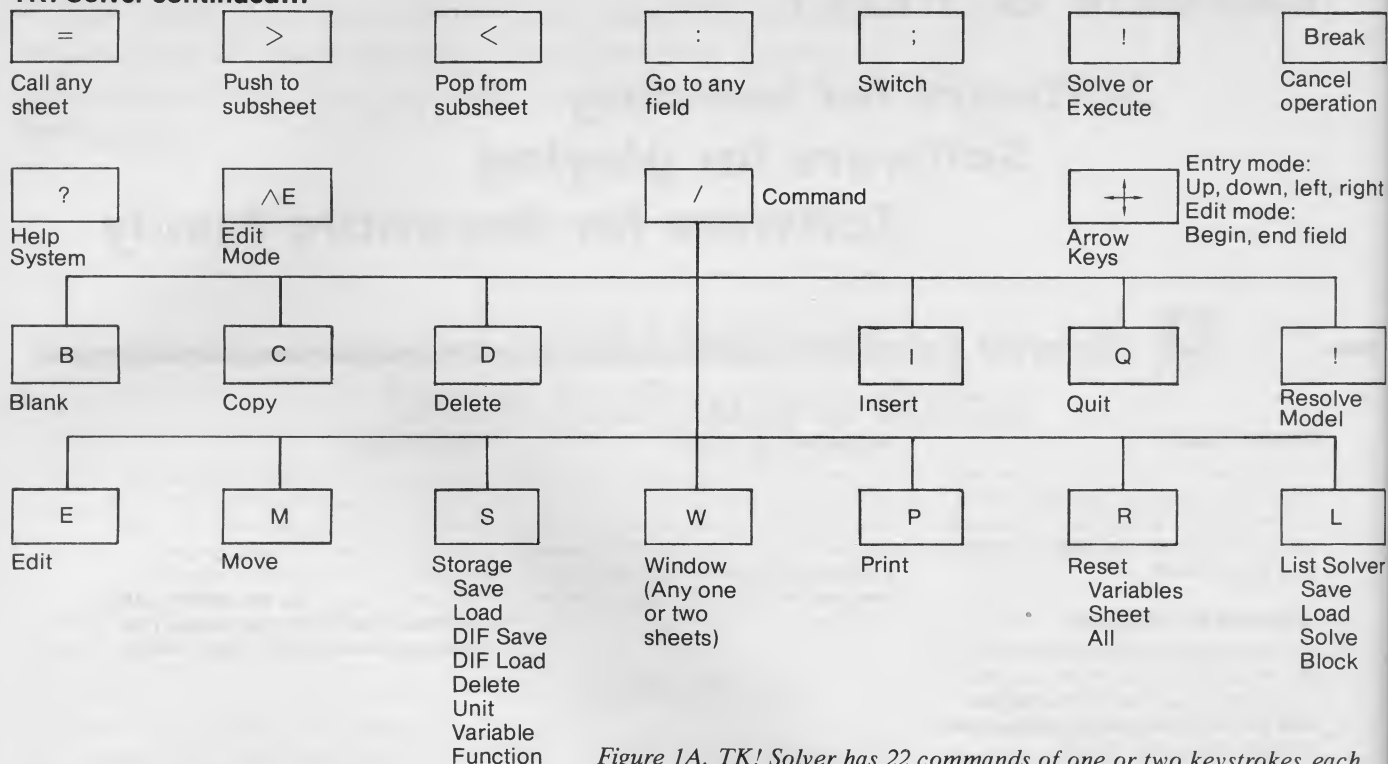 TK! Solver continued...
= > < : ; ! Break
Call any sheet
Push to subsheet
Pop from subsheet
Go to any field
Switch
Solve or Execute
Cancel operation
? ∧E / Command
Entry mode:
Up, down, left, right
Edit mode:
Begin, end field
Help System
Edit Mode
Arrow Keys
B C D I Q !
Blank Copy Delete Insert Quit Resolve Model
E M S W P R L
Edit
Move
Storage
Save
Load
DIF Save
DIF Load
Delete
Unit
Variable
Function
Window
(Any one
or two
sheets)
Print
Reset
Variables
Sheet
All
List Solver
Save
Load
Solve
Block
Figure 1A. TK! Solver has 22 commands of one or two keystrokes each.